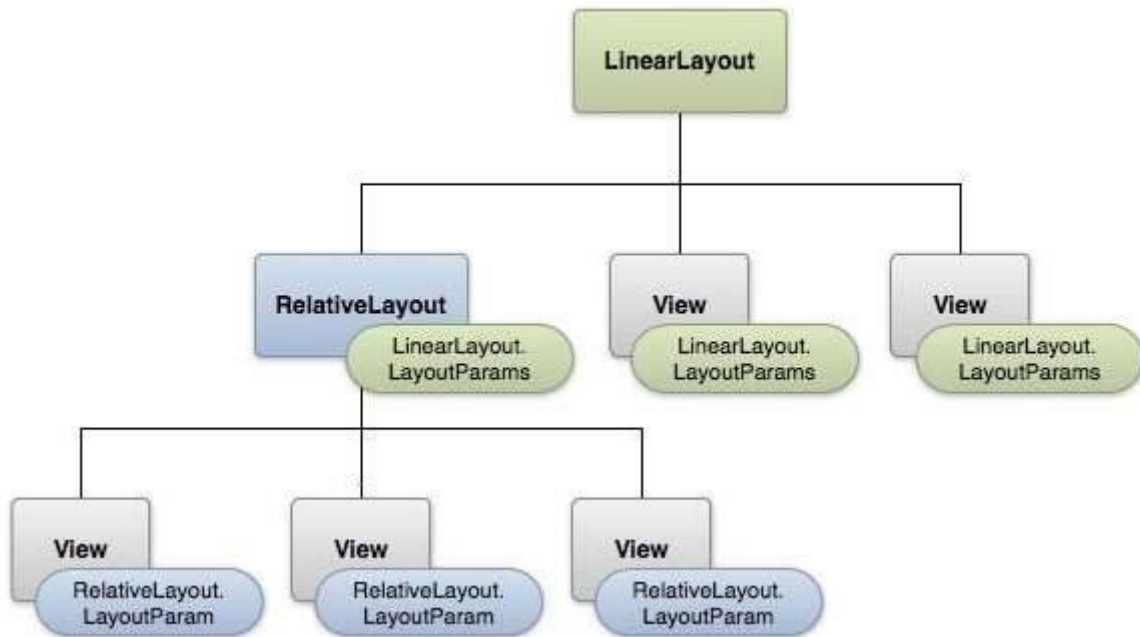 LinearLayout
RelativeLayout
LinearLayout.
LayoutParams
View
LinearLayout.
LayoutParams
View
LinearLayout.
LayoutParams
View
RelativeLayout.
LayoutParam
View
RelativeLayout.
LayoutParam
View
RelativeLayout.
LayoutParam